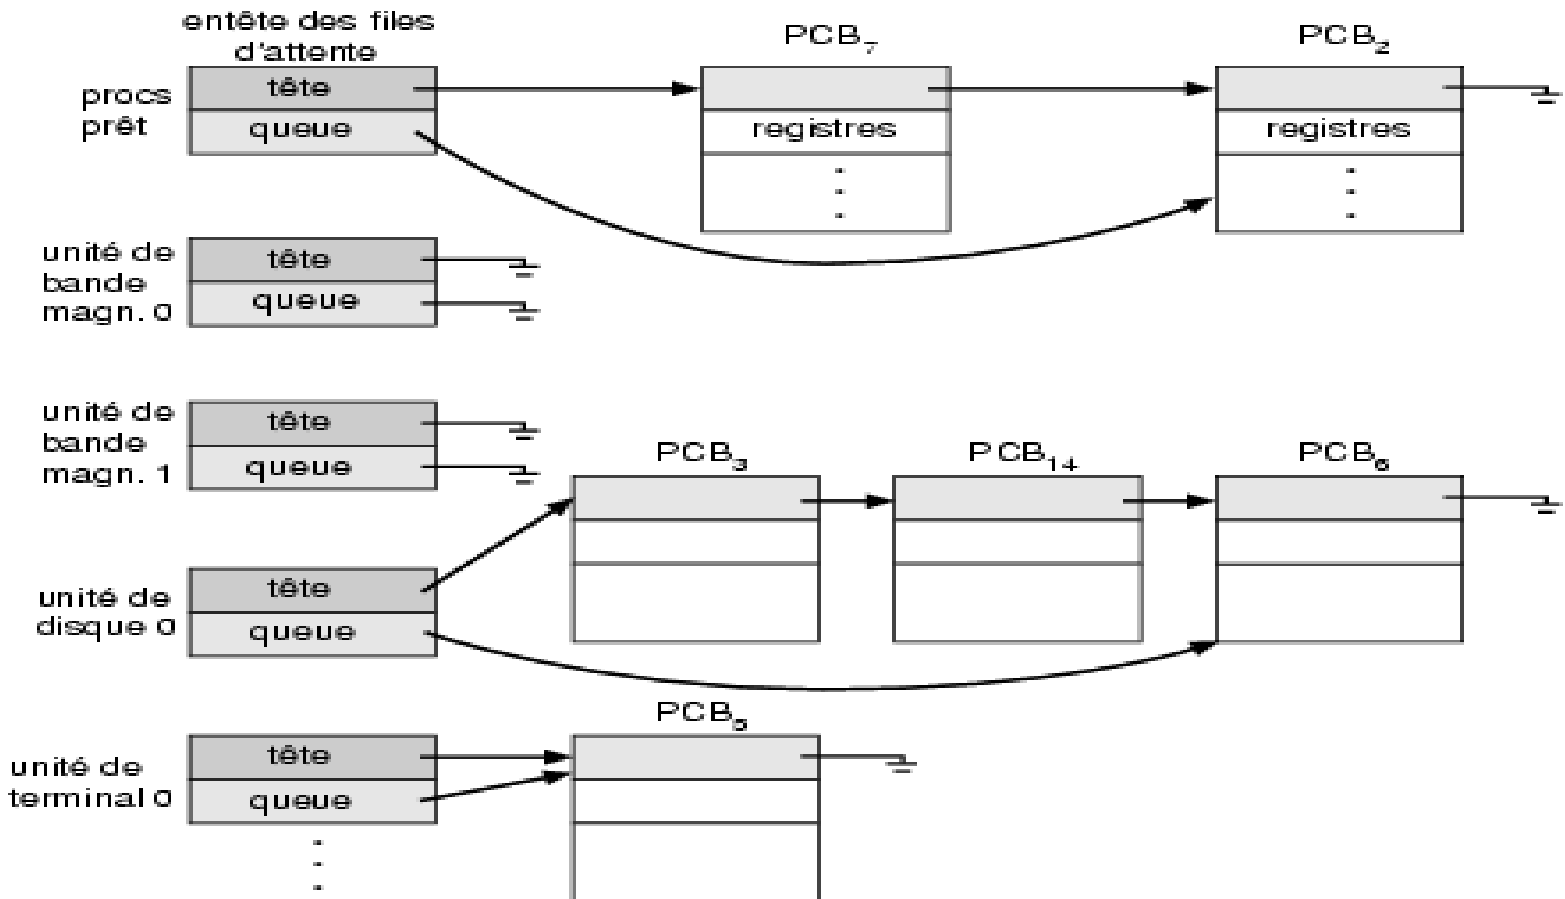 entête des files
d'attente
PCB7
PCB2
procs
prêt
tête
queue
registres
registres
unité de
bande
magn. 0
tête
queue
unité de
bande
magn. 1
tête
queue
PCB3
PCB14
PCB6
unité de
disque 0
tête
queue
PCB5
unité de
terminal 0
tête
queue